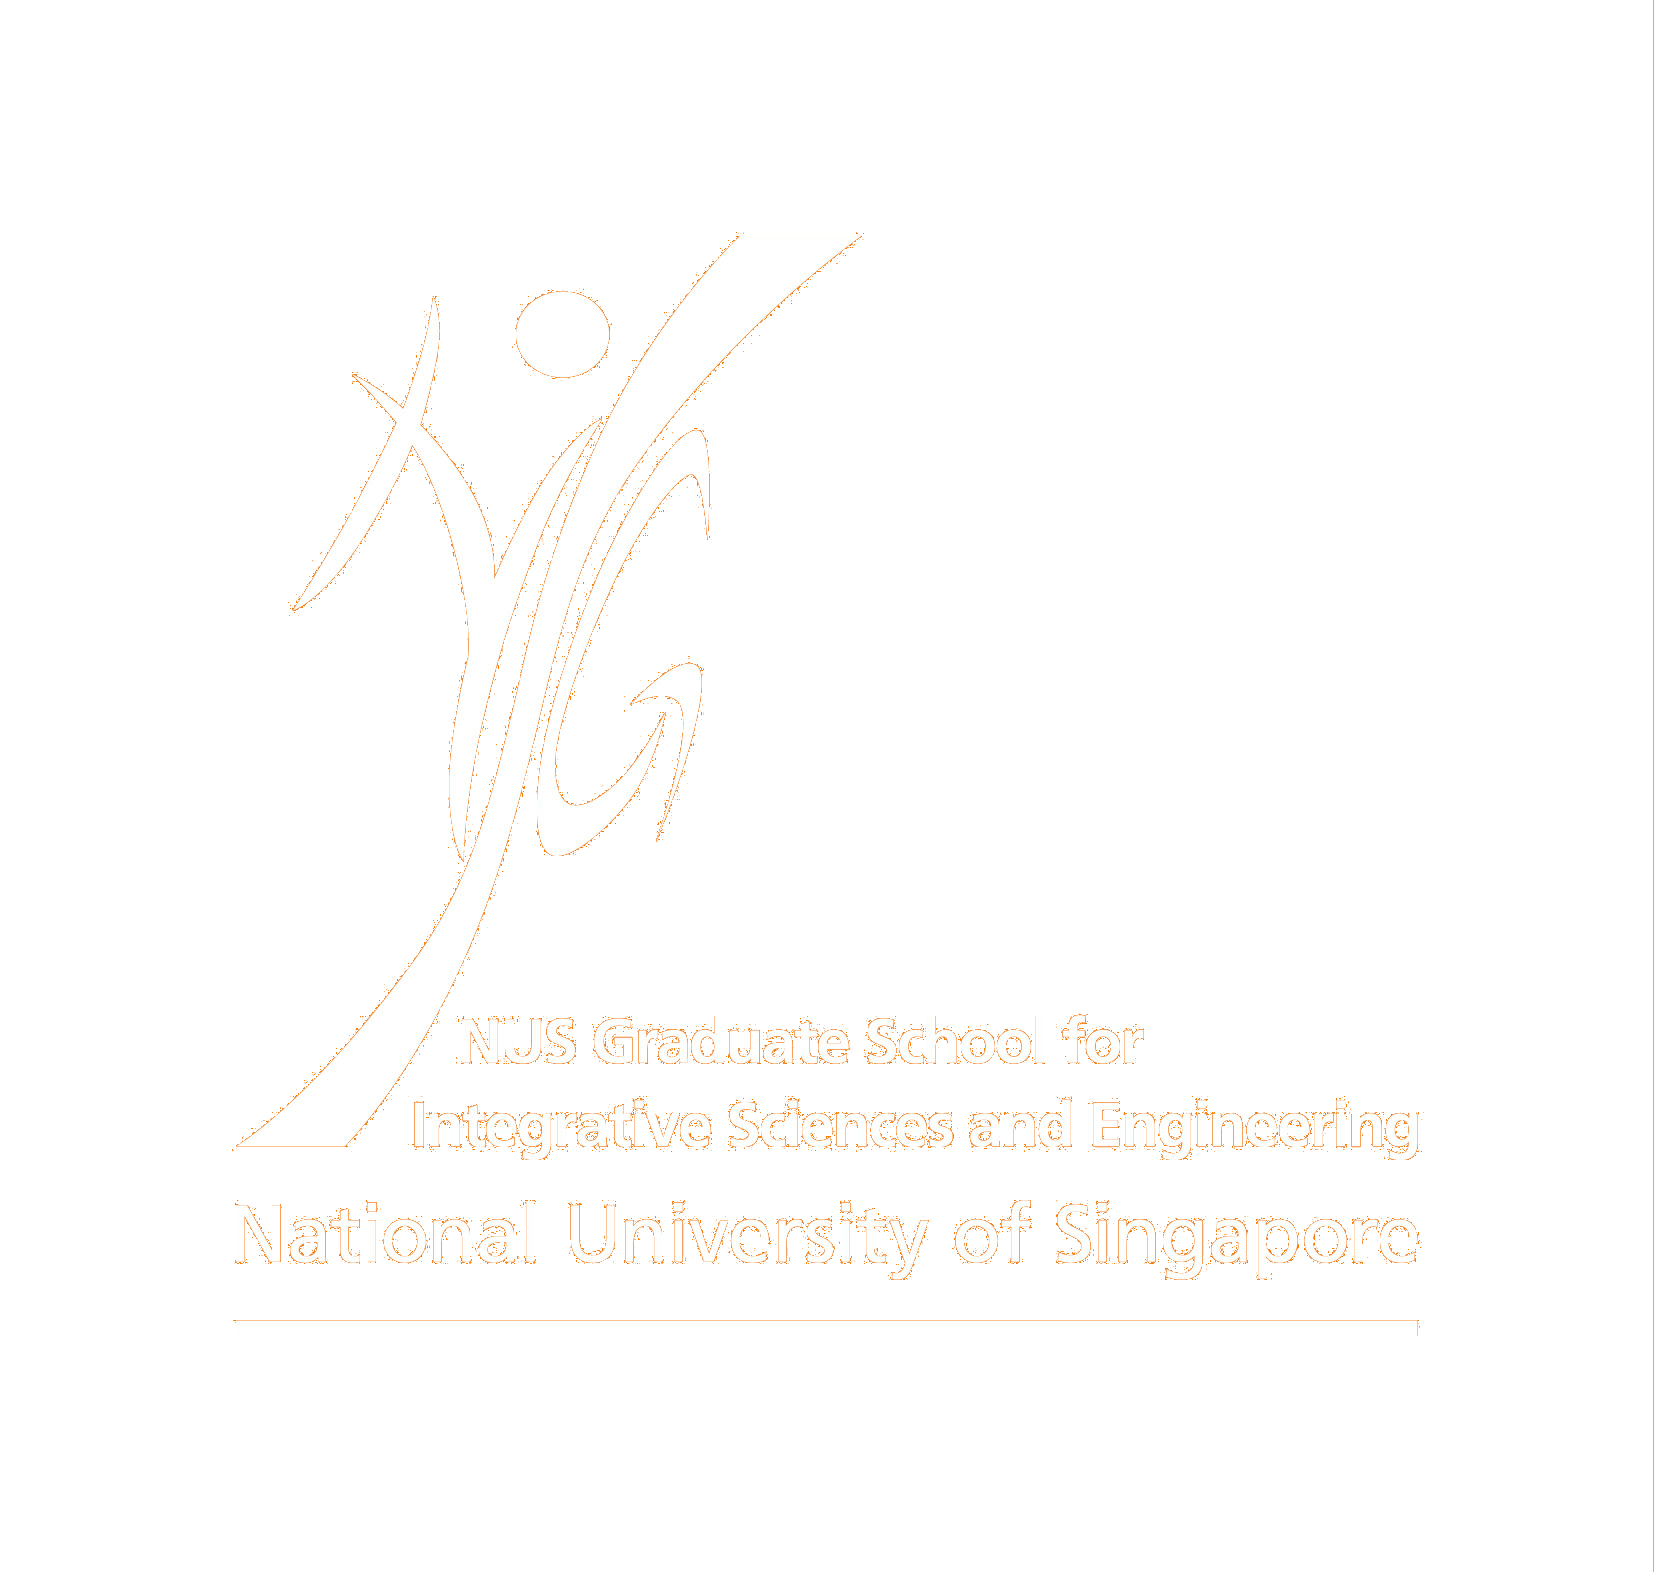 NUS Graduate School for
Integrative Sciences and Engineering
National University of Singapore